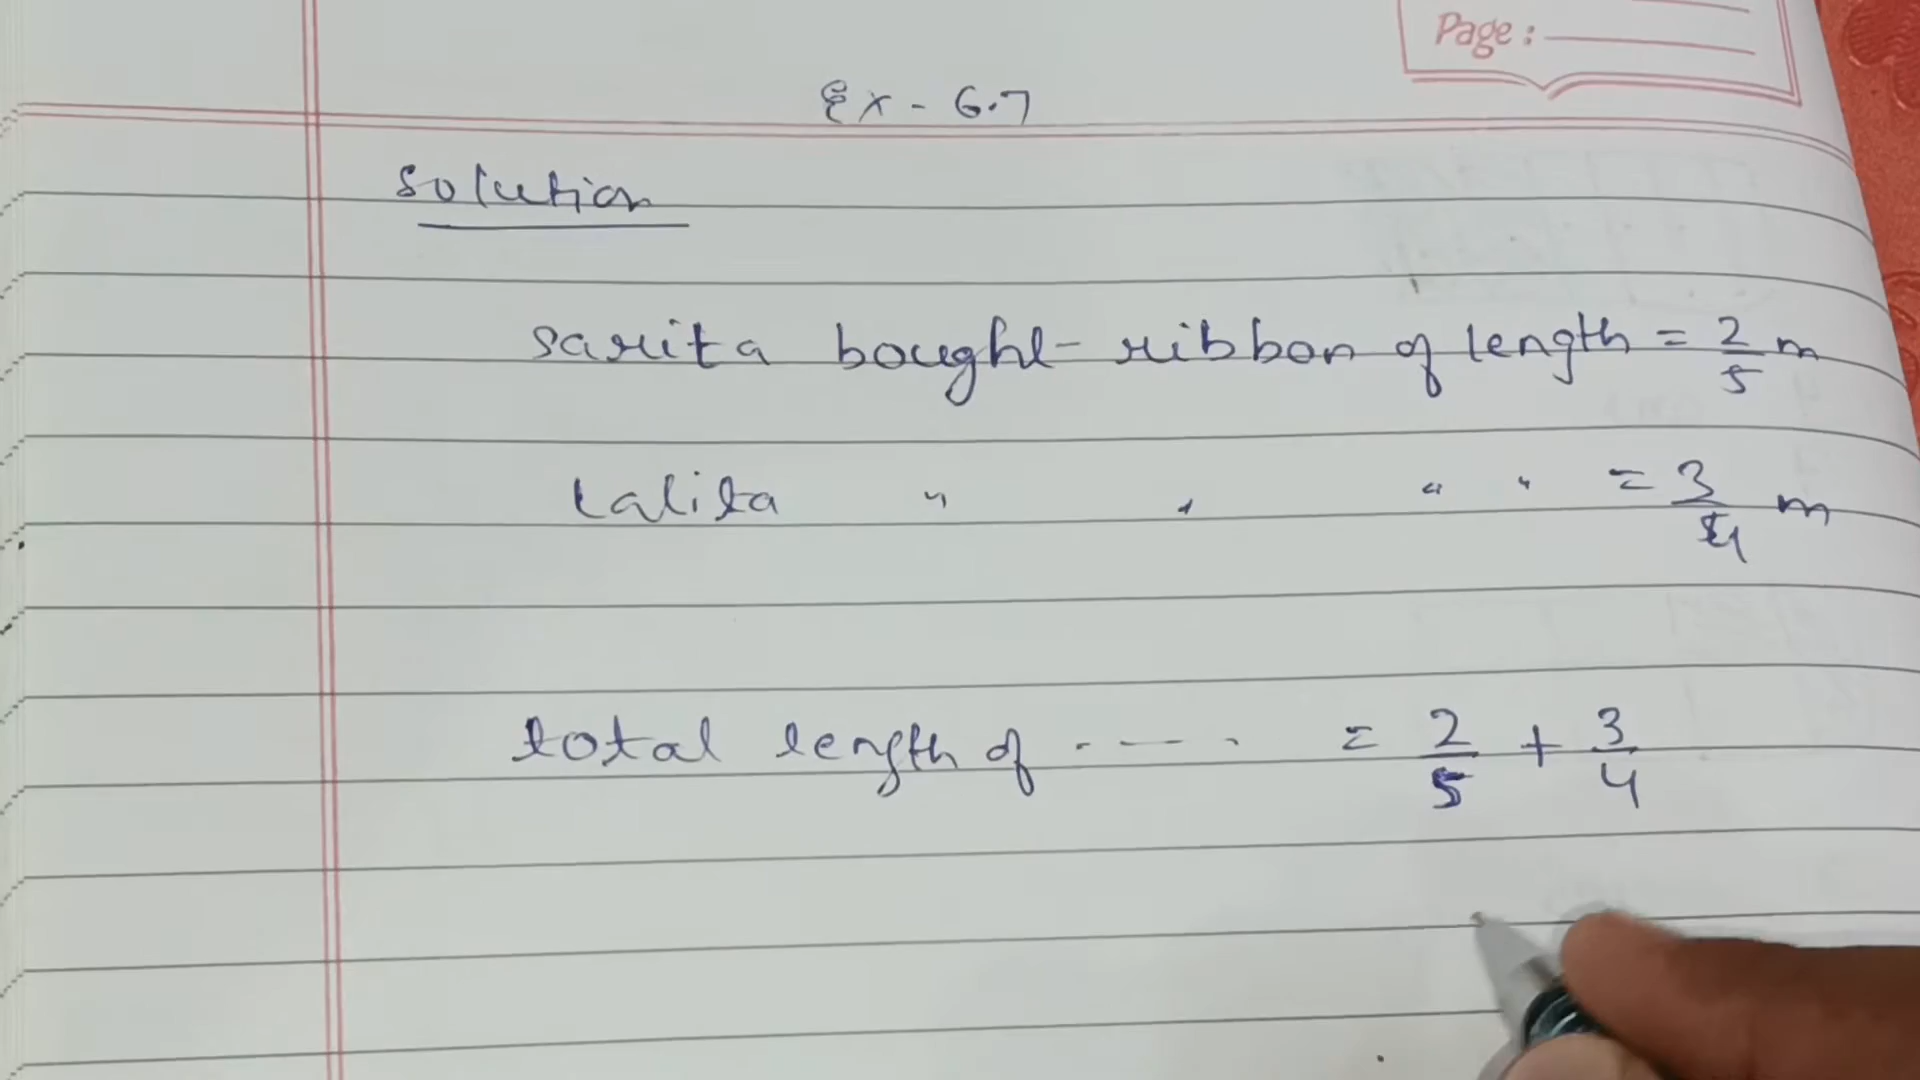 Page :
Ex - 6.7
Solution
Sarita bought ribbon of length = 2/5 m
Lalita " " " " = 3/4 m
total length of - - - - = 2/5 + 3/4